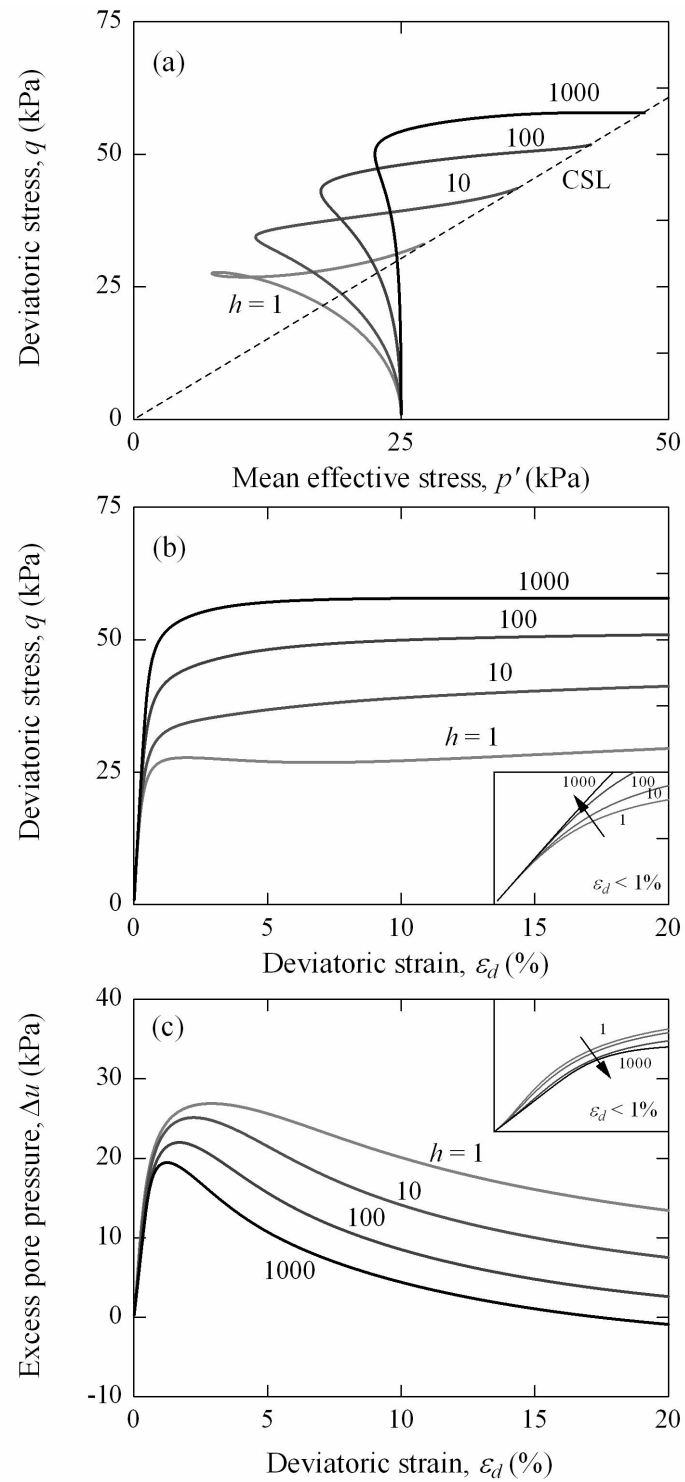 75
(a)
1000
50
100
CSL
10
25
h = 1
0
0
25
50
Deviatoric stress, q (kPa)
Mean effective stress, p′ (kPa)
75
(b)
1000
50
100
10
h = 1
25
1000
100
10
1
εd < 1%
0
0
5
10
15
20
Deviatoric stress, q (kPa)
Deviatoric strain, εd (%)
40
(c)
1
1000
30
εd < 1%
h = 1
20
10
100
10
1000
0
-10
0
5
10
15
20
Excess pore pressure, Δu (kPa)
Deviatoric strain, εd (%)